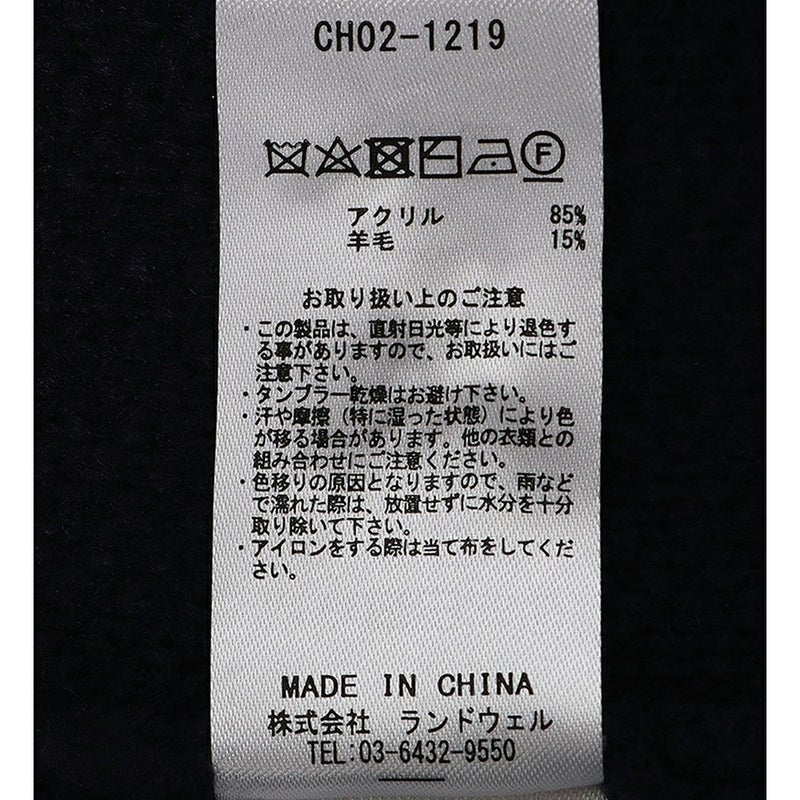 CH02-1219
F
アクリル 85%
羊毛 15%
お取り扱い上のご注意
・この製品は、直射日光等により退色す
る事がありますので、お取扱いにはご
注意下さい。
・タンブラー乾燥はお避け下さい。
・汗や摩擦（特に湿った状態）により色
が移る場合があります。他の衣類との
組み合わせにご注意ください。
・色移りの原因となりますので、雨など
で濡れた際は、放置せずに水分を十分
取り除いて下さい。
・アイロンをする際は当て布をしてくだ
さい。
MADE IN CHINA
株式会社 ランドウェル
TEL:03-6432-9550